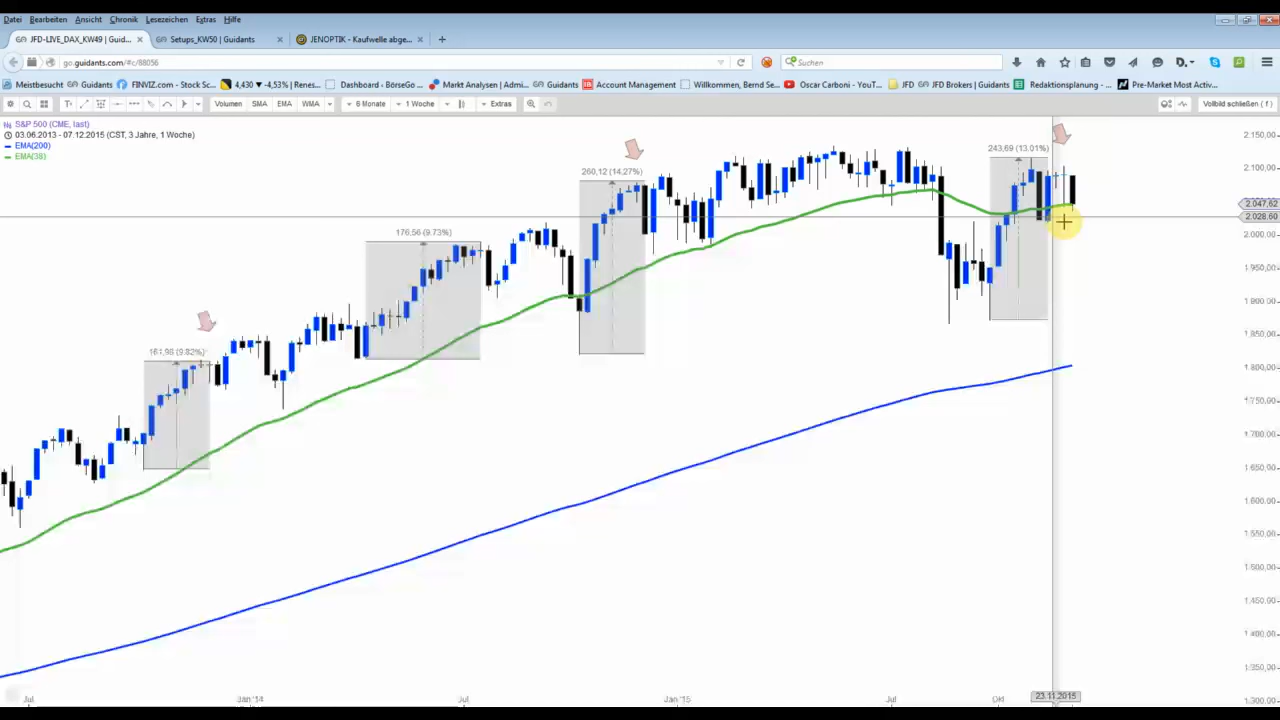 Datei Bearbeiten Ansicht Chronik Lesezeichen Extras Hilfe
JFD-LIVE_DAX_KW49 | Guid... × Setups_KW50 | Guidants × JENOPTIK - Kaufwelle abge... × +
go.guidants.com/#c/88056 Suchen
Meistbesucht Guidants FINVIZ.com - Stock Sc... 4,430 ▾ -4,53% | Renes... Dashboard - BörseGo ... Markt Analysen | Admi... Guidants Account Management Willkommen, Bernd Se... Oscar Carboni - YouT... JFD JFD Brokers | Guidants Redaktionsplanung - ... Pre-Market Most Activ...
Volumen SMA EMA WMA 6 Monate 1 Woche Extras Vollbild schließen ( f )
S&P 500 (CME, last)
03.06.2013 - 07.12.2015 (CST, 3 Jahre, 1 Woche)
EMA(200)
EMA(38)
2.150,00
243,69 (13.01%)
2.100,00
260,12 (14.27%)
2.047,62
2.028,60
176,56 (9.73%)
2.000,00
1.950,00
1.900,00
1.850,00
161,98 (9.82%)
1.800,00
1.750,00
1.700,00
1.650,00
1.600,00
1.550,00
1.500,00
1.450,00
1.400,00
1.350,00
1.300,00
Jul Jan '14 Jul Jan '15 Jul Okt 23.11.2015